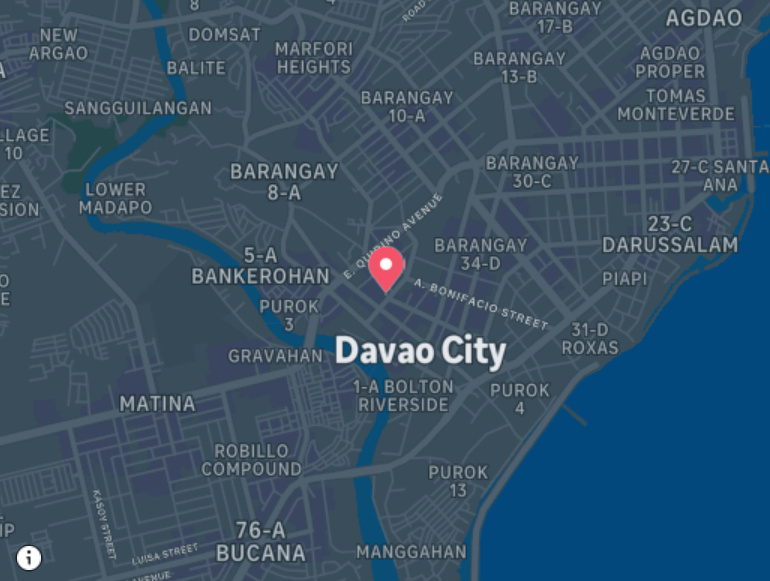 8
4
ROAD
BARANGAY
17-B
AGDAO
NEW
ARGAO
DOMSAT
MARFORI
HEIGHTS
BARANGAY
13-B
AGDAO
PROPER
A
BALITE
SANGGUILANGAN
BARANGAY
10-A
TOMAS
MONTEVERDE
LLAGE
10
BARANGAY
8-A
BARANGAY
30-C
27-C SANTA
ANA
EZ
SION
LOWER
MADAPO
E. QUIRINO AVENUE
23-C
DARUSSALAM
5-A
BANKEROHAN
BARANGAY
34-D
PIAPI
O
E
PUROK
3
A. BONIFACIO STREET
31-D
ROXAS
GRAVAHAN
Davao City
1-A BOLTON
RIVERSIDE
PUROK
4
MATINA
ROBILLO
COMPOUND
PUROK
13
KASOY STREET
IP
76-A
BUCANA
LUISA STREET
MANGGAHAN
AVENUE
i